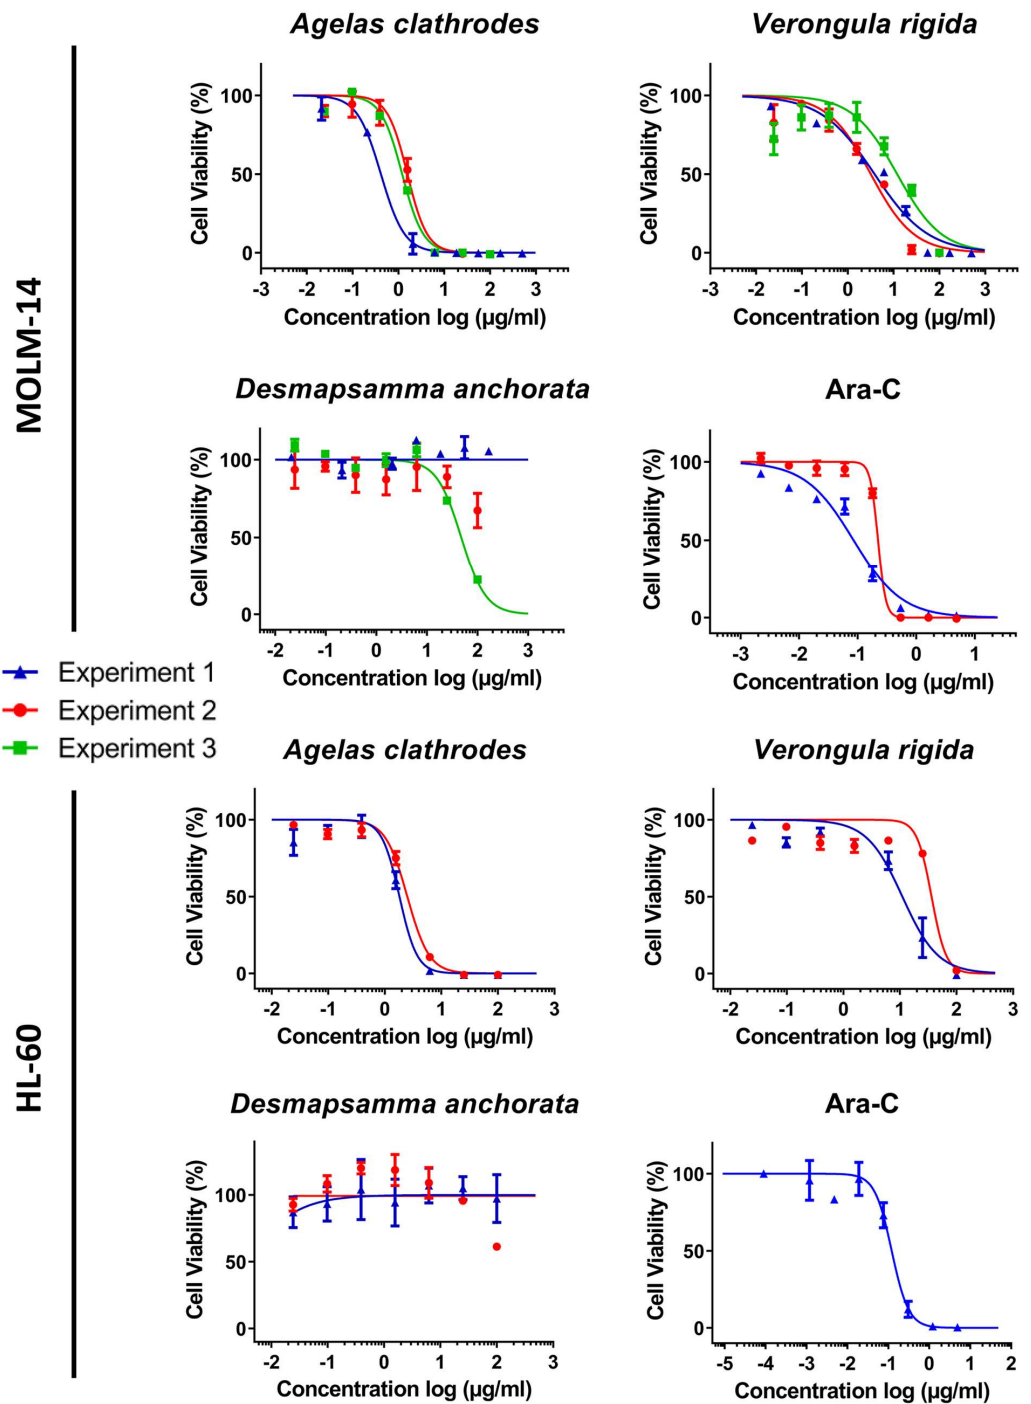 Agelas clathrodes
Verongula rigida
Cell Viability (%)
100
50
0
-3 -2 -1 0 1 2 3
Concentration log (µg/ml)
Cell Viability (%)
100
50
0
-3 -2 -1 0 1 2 3
Concentration log (µg/ml)
MOLM-14
Desmapsamma anchorata
Ara-C
Cell Viability (%)
100
50
0
-2 -1 0 1 2 3
Concentration log (µg/ml)
Cell Viability (%)
100
50
0
-3 -2 -1 0 1
Concentration log (µg/ml)
Experiment 1
Experiment 2
Experiment 3
Agelas clathrodes
Verongula rigida
Cell Viability (%)
100
50
0
-2 -1 0 1 2 3
Concentration log (µg/ml)
Cell Viability (%)
100
50
0
-2 -1 0 1 2 3
Concentration log (µg/ml)
HL-60
Desmapsamma anchorata
Ara-C
Cell Viability (%)
100
50
0
-2 -1 0 1 2 3
Concentration log (µg/ml)
Cell Viability (%)
100
50
0
-5 -4 -3 -2 -1 0 1 2
Concentration log (µg/ml)